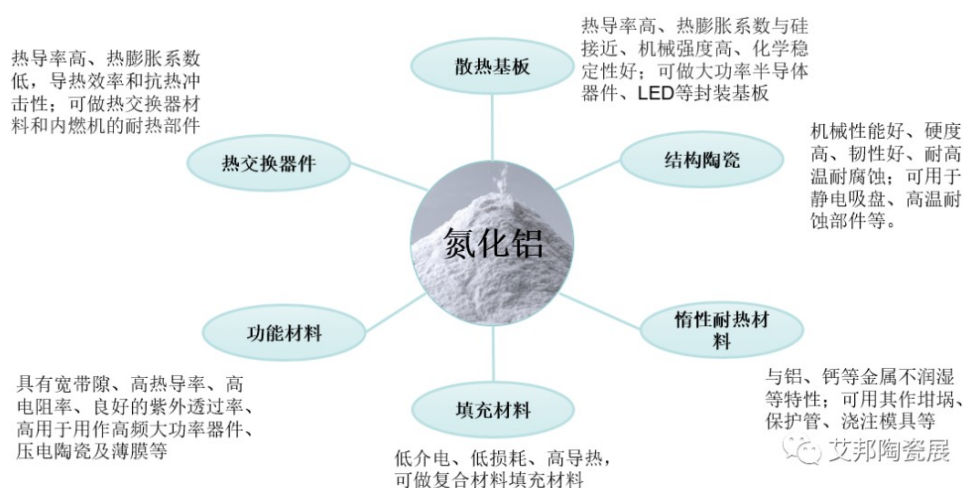 散热基板
热导率高、热膨胀系数与硅
接近、机械强度高、化学稳
定性好；可做大功率半导体
器件、LED等封装基板
热导率高、热膨胀系数
低，导热效率和抗热冲
击性；可做热交换器材
料和内燃机的耐热部件
热交换器件
结构陶瓷
机械性能好、硬度
高、韧性好、耐高
温耐腐蚀；可用于
静电吸盘、高温耐
蚀部件等。
氮化铝
功能材料
具有宽带隙、高热导率、高
电阻率、良好的紫外透过率、
高用于用作高频大功率器件、
压电陶瓷及薄膜等
惰性耐热材
料
与铝、钙等金属不润湿
等特性；可用其作坩埚、
保护管、浇注模具等
填充材料
低介电、低损耗、高导热，
可做复合材料填充材料
艾邦陶瓷展